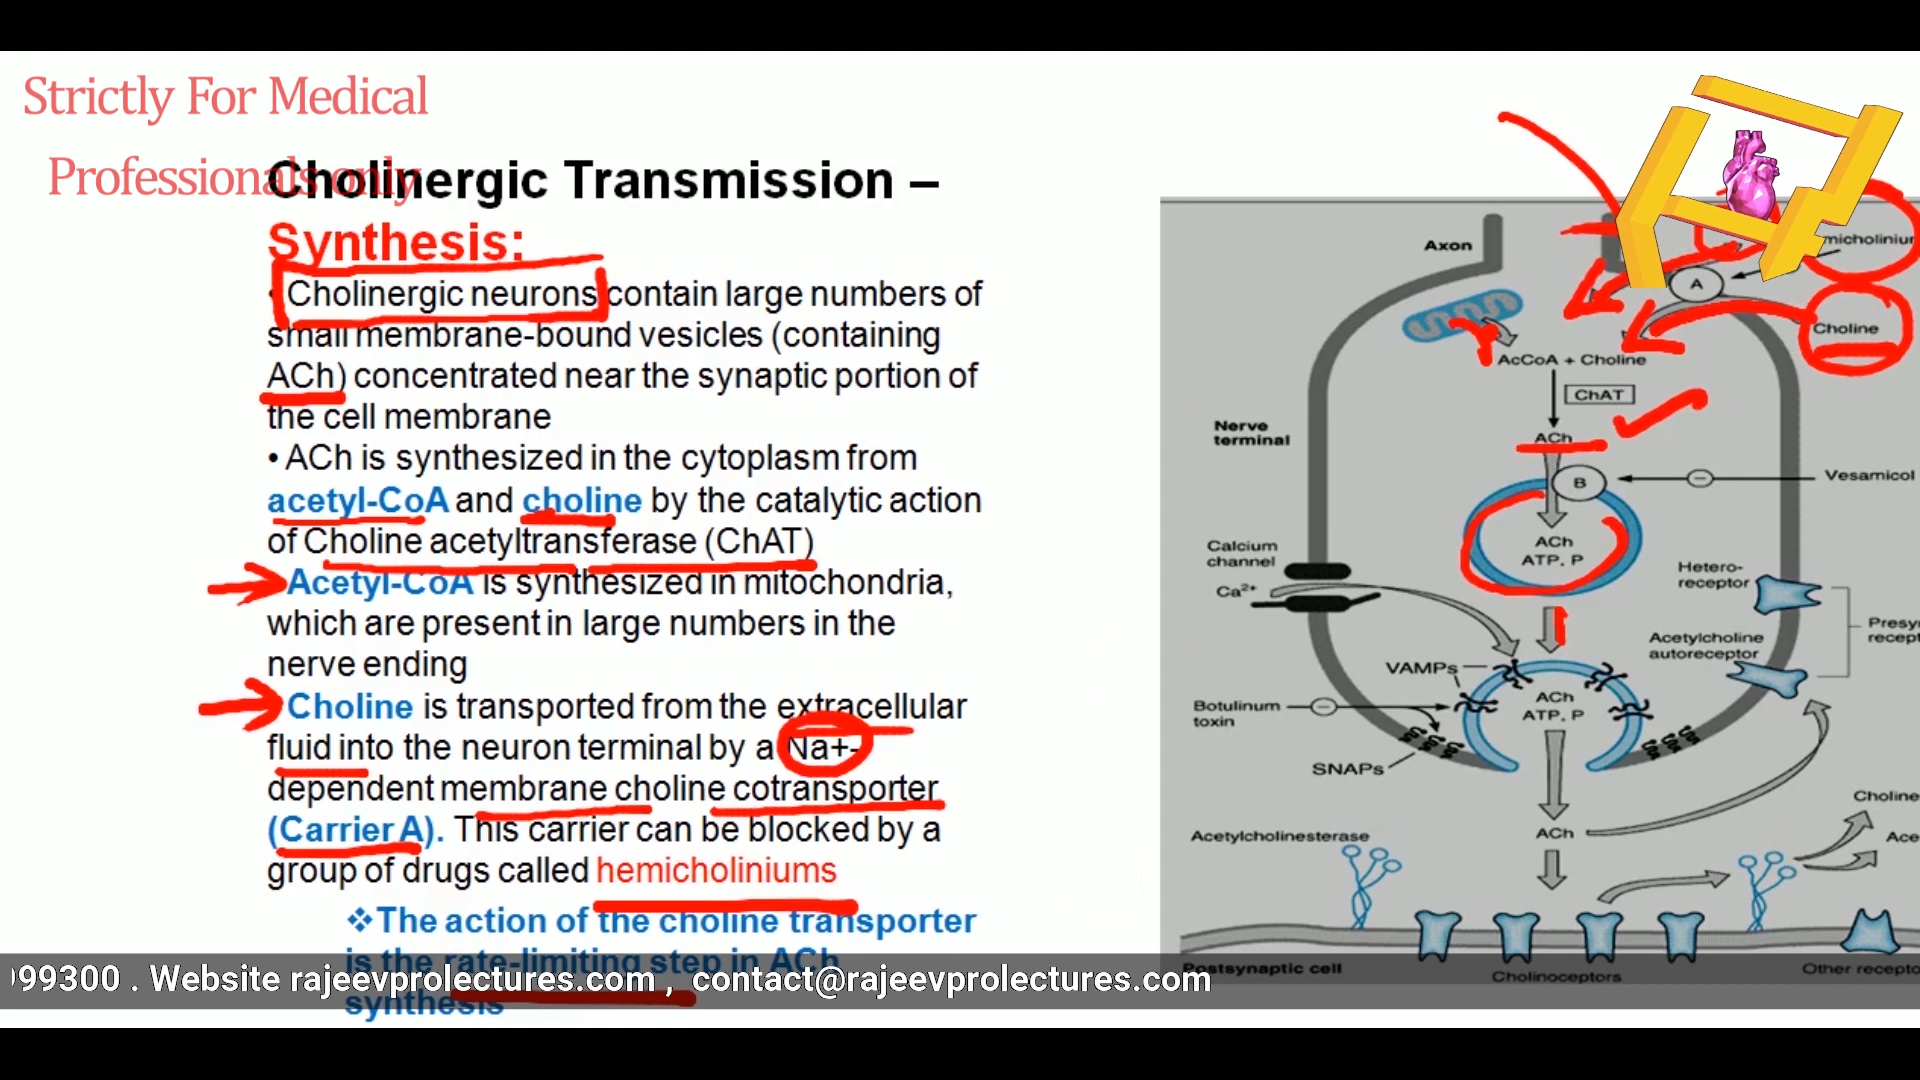 Strictly For Medical
Professionals only
Cholinergic Transmission –
Synthesis:
• Cholinergic neurons contain large numbers of
small membrane-bound vesicles (containing
ACh) concentrated near the synaptic portion of
the cell membrane
• ACh is synthesized in the cytoplasm from
acetyl-CoA and choline by the catalytic action
of Choline acetyltransferase (ChAT)
Acetyl-CoA is synthesized in mitochondria,
which are present in large numbers in the
nerve ending
Choline is transported from the extracellular
fluid into the neuron terminal by a Na+-
dependent membrane choline cotransporter
(Carrier A). This carrier can be blocked by a
group of drugs called hemicholiniums
❖The action of the choline transporter
is the rate-limiting step in ACh
synthesis
099300 . Website rajeevprolectures.com , contact@rajeevprolectures.com
Axon
A
Choline
AcCoA + Choline
ChAT
Nerve
terminal
ACh
B
Vesamicol
ACh
ATP, P
Calcium
channel
Ca²⁺
Hetero-
receptor
Acetylcholine
autoreceptor
VAMPs
Botulinum
toxin
ACh
ATP, P
SNAPs
Choline
ACh
Acetylcholinesterase
Postsynaptic cell
Cholinoceptors
Other